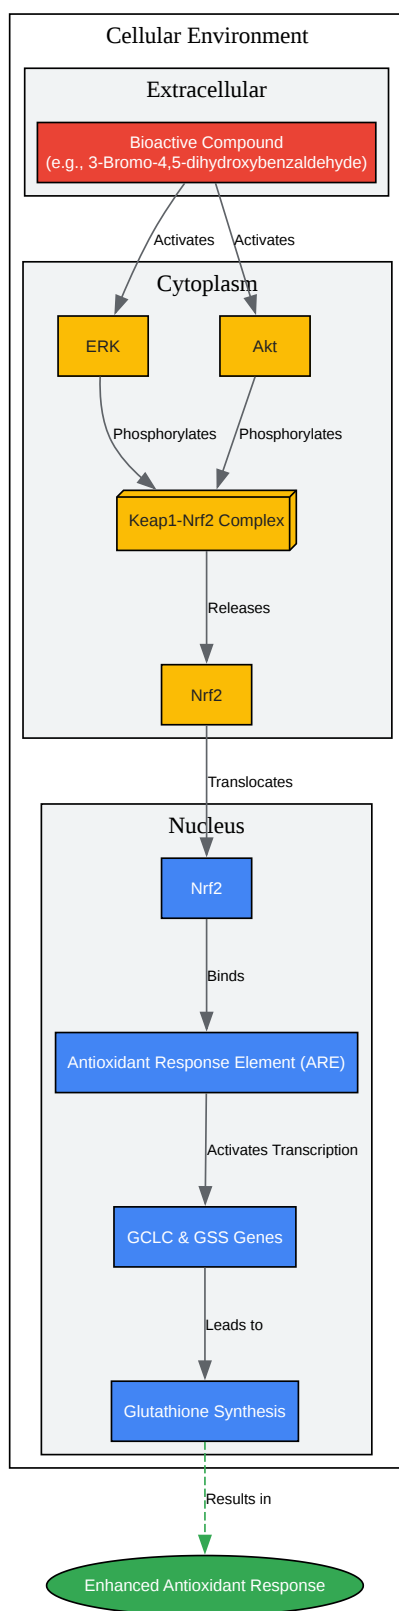 Cellular Environment
Extracellular
Bioactive Compound
(e.g., 3-Bromo-4,5-dihydroxybenzaldehyde)
Activates
Activates
Cytoplasm
ERK
Akt
Phosphorylates
Phosphorylates
Keap1-Nrf2 Complex
Releases
Nrf2
Translocates
Nucleus
Nrf2
Binds
Antioxidant Response Element (ARE)
Activates Transcription
GCLC & GSS Genes
Leads to
Glutathione Synthesis
Results in
Enhanced Antioxidant Response